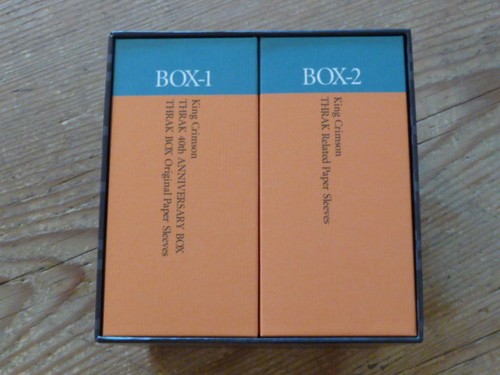 BOX-1
King Crimson
THRAK 40th ANNIVERSARY BOX
THRAK BOX Original Paper Sleeves
BOX-2
King Crimson
THRAK Related Paper Sleeves